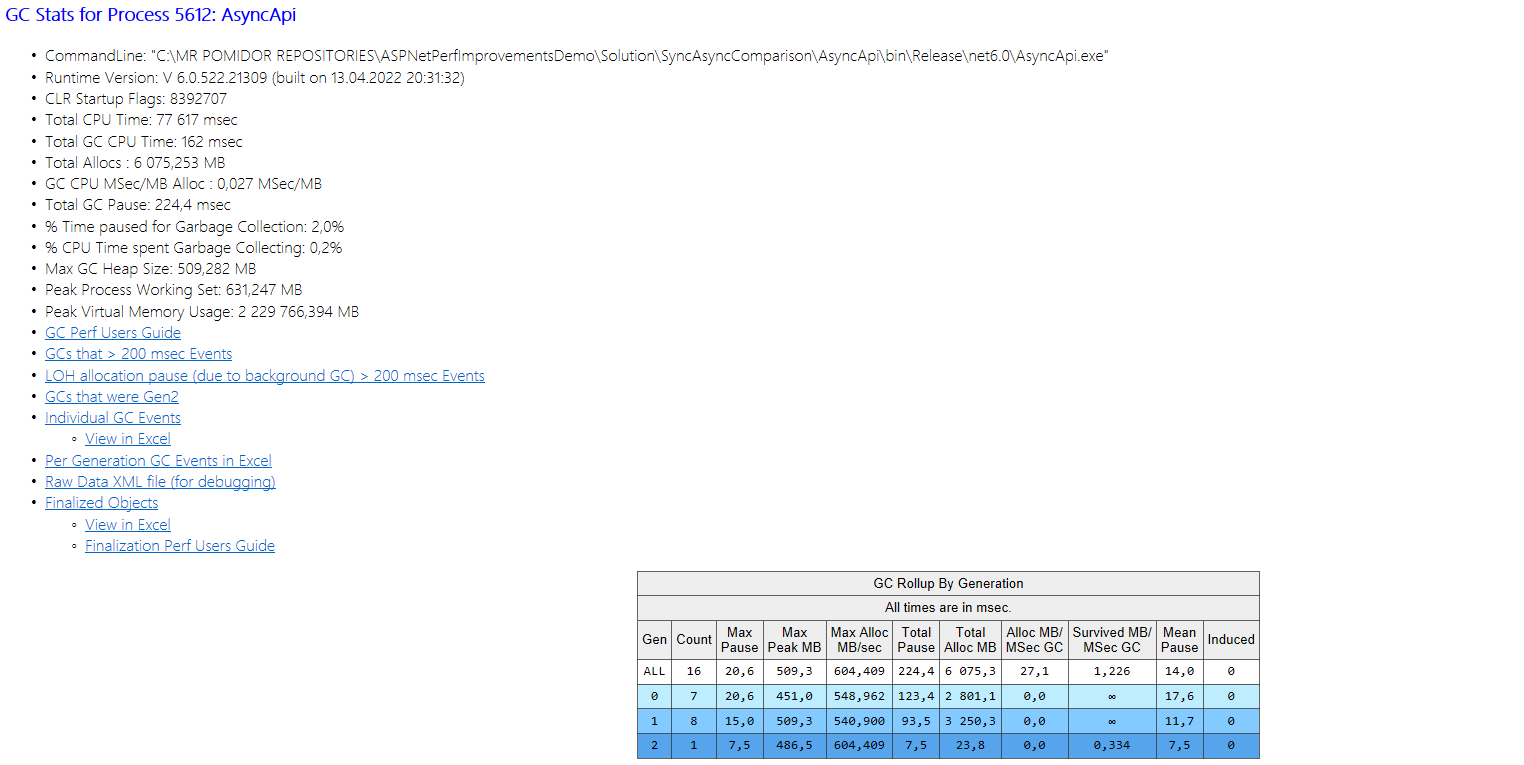 GC Stats for Process 5612: AsyncApi
• CommandLine: "C:\MR POMIDOR REPOSITORIES\ASPNetPerfImprovementsDemo\Solution\SyncAsyncComparison\AsyncApi\bin\Release\net6.0\AsyncApi.exe"
• Runtime Version: V 6.0.522.21309 (built on 13.04.2022 20:31:32)
• CLR Startup Flags: 8392707
• Total CPU Time: 77 617 msec
• Total GC CPU Time: 162 msec
• Total Allocs : 6 075,253 MB
• GC CPU MSec/MB Alloc : 0,027 MSec/MB
• Total GC Pause: 224,4 msec
• % Time paused for Garbage Collection: 2,0%
• % CPU Time spent Garbage Collecting: 0,2%
• Max GC Heap Size: 509,282 MB
• Peak Process Working Set: 631,247 MB
• Peak Virtual Memory Usage: 2 229 766,394 MB
• GC Perf Users Guide
• GCs that > 200 msec Events
• LOH allocation pause (due to background GC) > 200 msec Events
• GCs that were Gen2
• Individual GC Events
◦ View in Excel
• Per Generation GC Events in Excel
• Raw Data XML file (for debugging)
• Finalized Objects
◦ View in Excel
◦ Finalization Perf Users Guide
GC Rollup By Generation
All times are in msec.
Gen Count Max Pause Max Peak MB Max Alloc MB/sec Total Pause Total Alloc MB Alloc MB/ MSec GC Survived MB/ MSec GC Mean Pause Induced
ALL 16 20,6 509,3 604,409 224,4 6 075,3 27,1 1,226 14,0 0
0 7 20,6 451,0 548,962 123,4 2 801,1 0,0 ∞ 17,6 0
1 8 15,0 509,3 540,900 93,5 3 250,3 0,0 ∞ 11,7 0
2 1 7,5 486,5 604,409 7,5 23,8 0,0 0,334 7,5 0